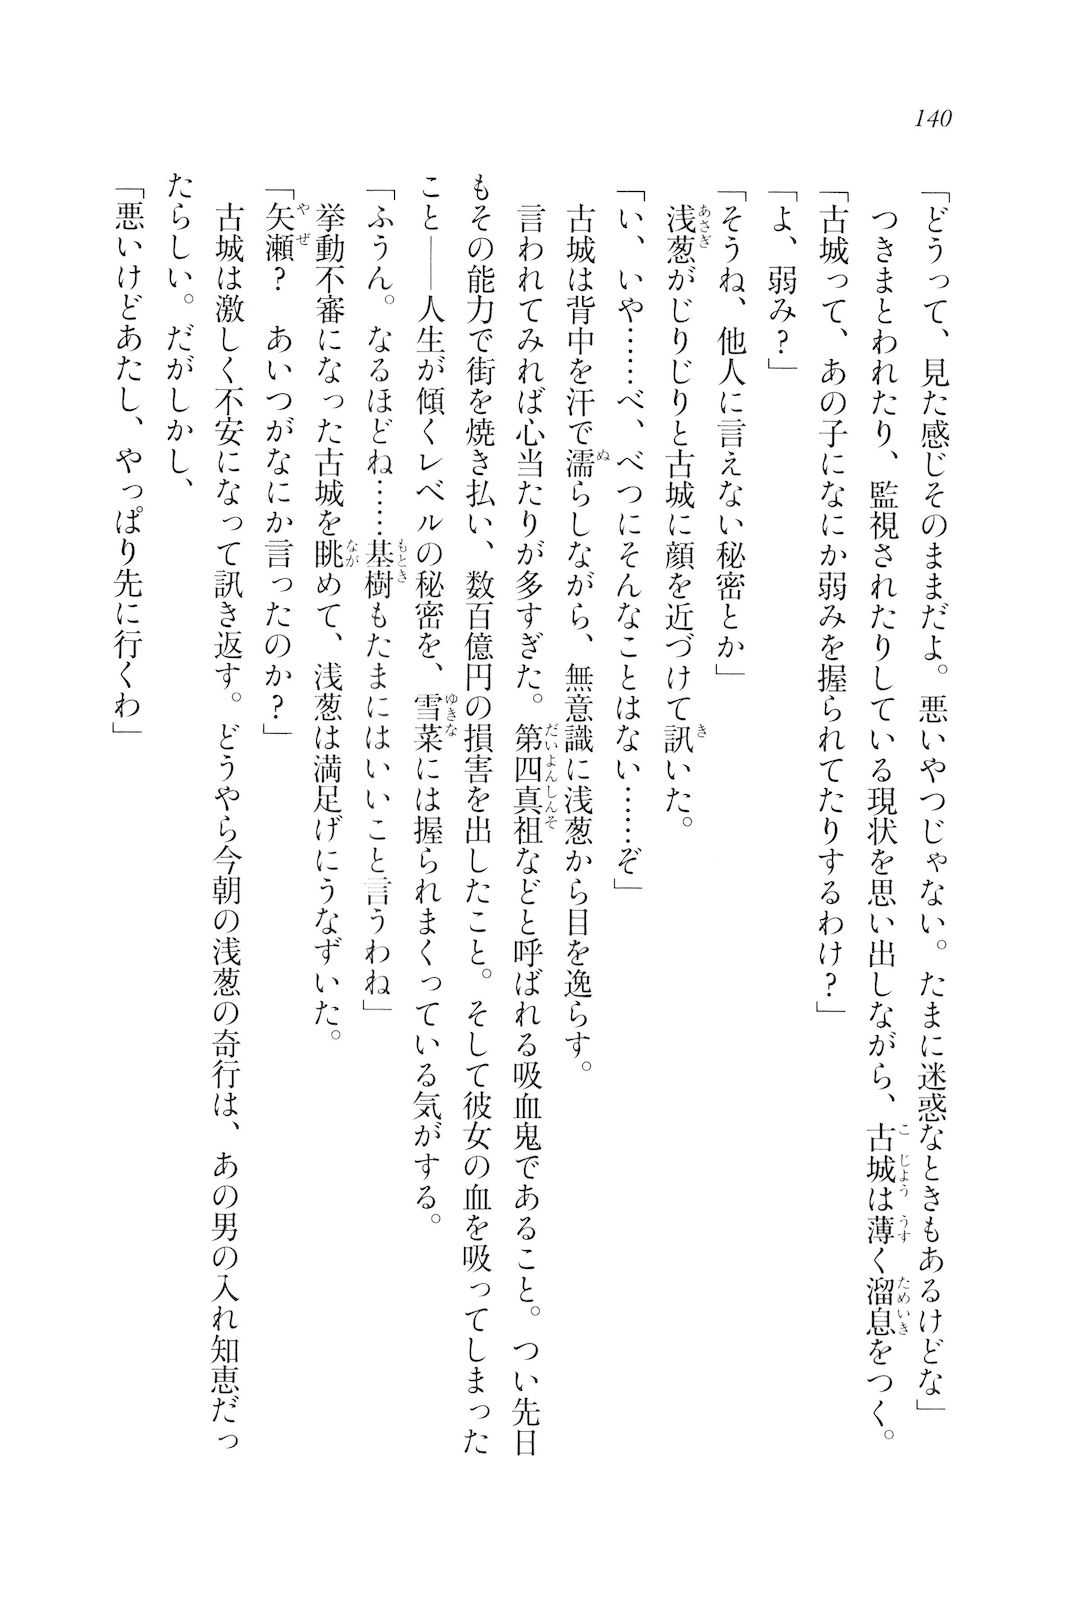 140
「どうって、見た感じそのままだよ。悪いやつじゃない。たまに迷惑なときもあるけどな」
つきまとわれたり、監視されたりしている現状を思い出しながら、古城は薄く溜息をつく。
「古城って、あの子になにか弱みを握られてたりするわけ?」
「よ、弱み?」
「そうね、他人に言えない秘密とか」
浅葱がじりじりと古城に顔を近づけて訊いた。
「い、いや……べ、べつにそんなことはない……ぞ」
古城は背中を汗で濡らしながら、無意識に浅葱から目を逸らす。
言われてみれば心当たりが多すぎた。第四真祖などと呼ばれる吸血鬼であること。つい先日
もその能力で街を焼き払い、数百億円の損害を出したこと。そして彼女の血を吸ってしまった
こと――人生が傾くレベルの秘密を、雪菜には握られまくっている気がする。
「ふうん。なるほどね……基樹もたまにはいいこと言うわね」
挙動不審になった古城を眺めて、浅葱は満足げにうなずいた。
「矢瀬? あいつがなにか言ったのか?」
古城は激しく不安になって訊き返す。どうやら今朝の浅葱の奇行は、あの男の入れ知恵だっ
たらしい。だがしかし、
「悪いけどあたし、やっぱり先に行くわ」